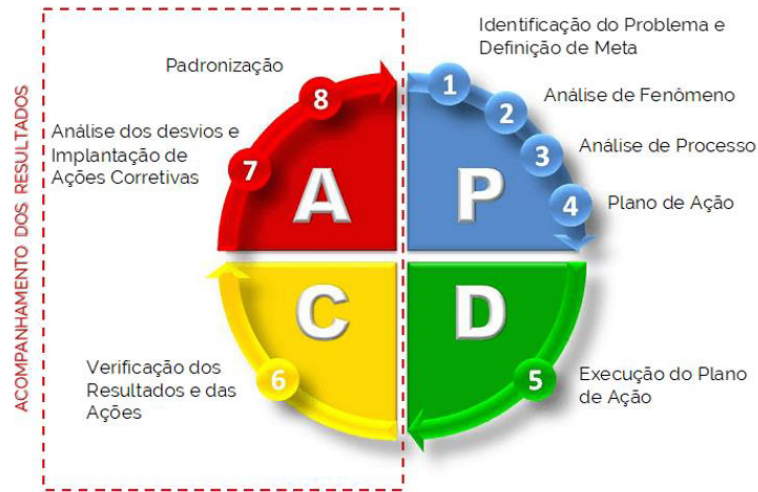 ACOMPANHAMENTO DOS RESULTADOS
1
Identificação do Problema e
Definição de Meta
2
Análise de Fenômeno
3
Análise de Processo
4
Plano de Ação
P
D
5
Execução do Plano
de Ação
C
6
Verificação dos
Resultados e das
Ações
A
7
Análise dos desvios e
Implantação de
Ações Corretivas
8
Padronização